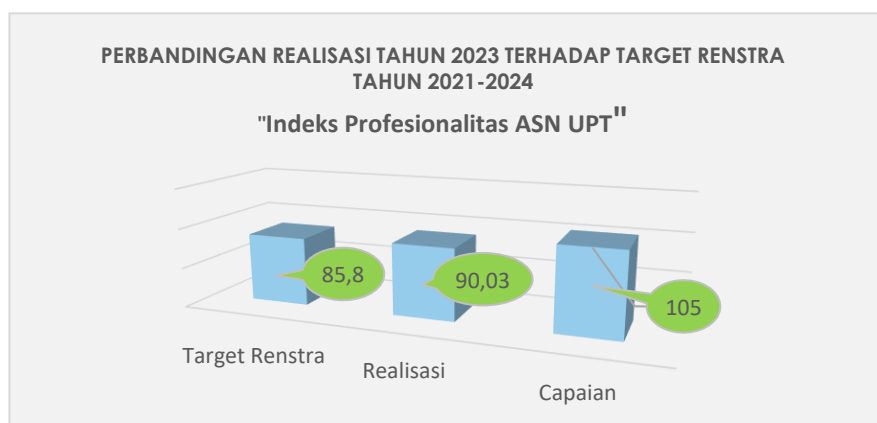 PERBANDINGAN REALISASI TAHUN 2023 TERHADAP TARGET RENSTRA
TAHUN 2021-2024
"Indeks Profesionalitas ASN UPT"
85,8
90,03
105
Target Renstra
Realisasi
Capaian